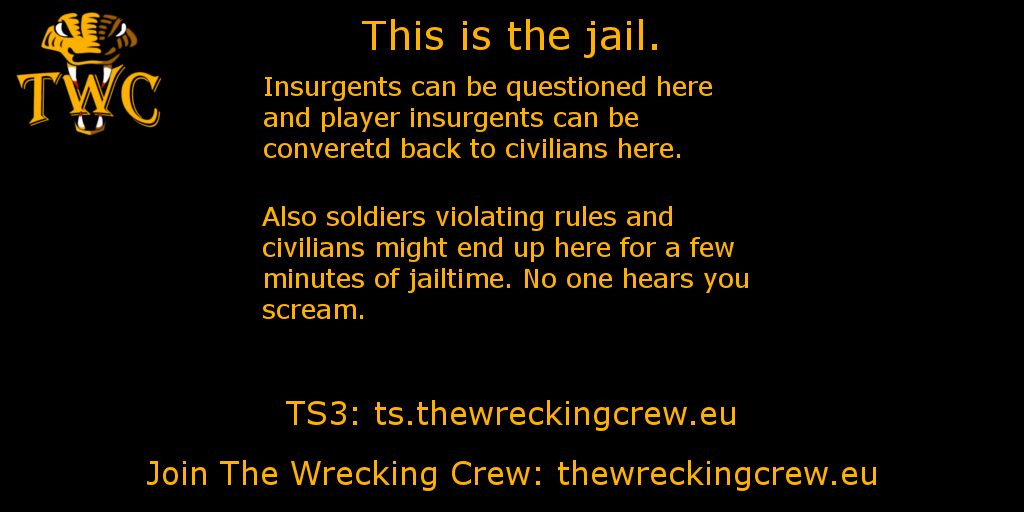 TWC
This is the jail.
Insurgents can be questioned here
and player insurgents can be
converetd back to civilians here.
Also soldiers violating rules and
civilians might end up here for a few
minutes of jailtime. No one hears you
scream.
TS3: ts.thewreckingcrew.eu
Join The Wrecking Crew: thewreckingcrew.eu